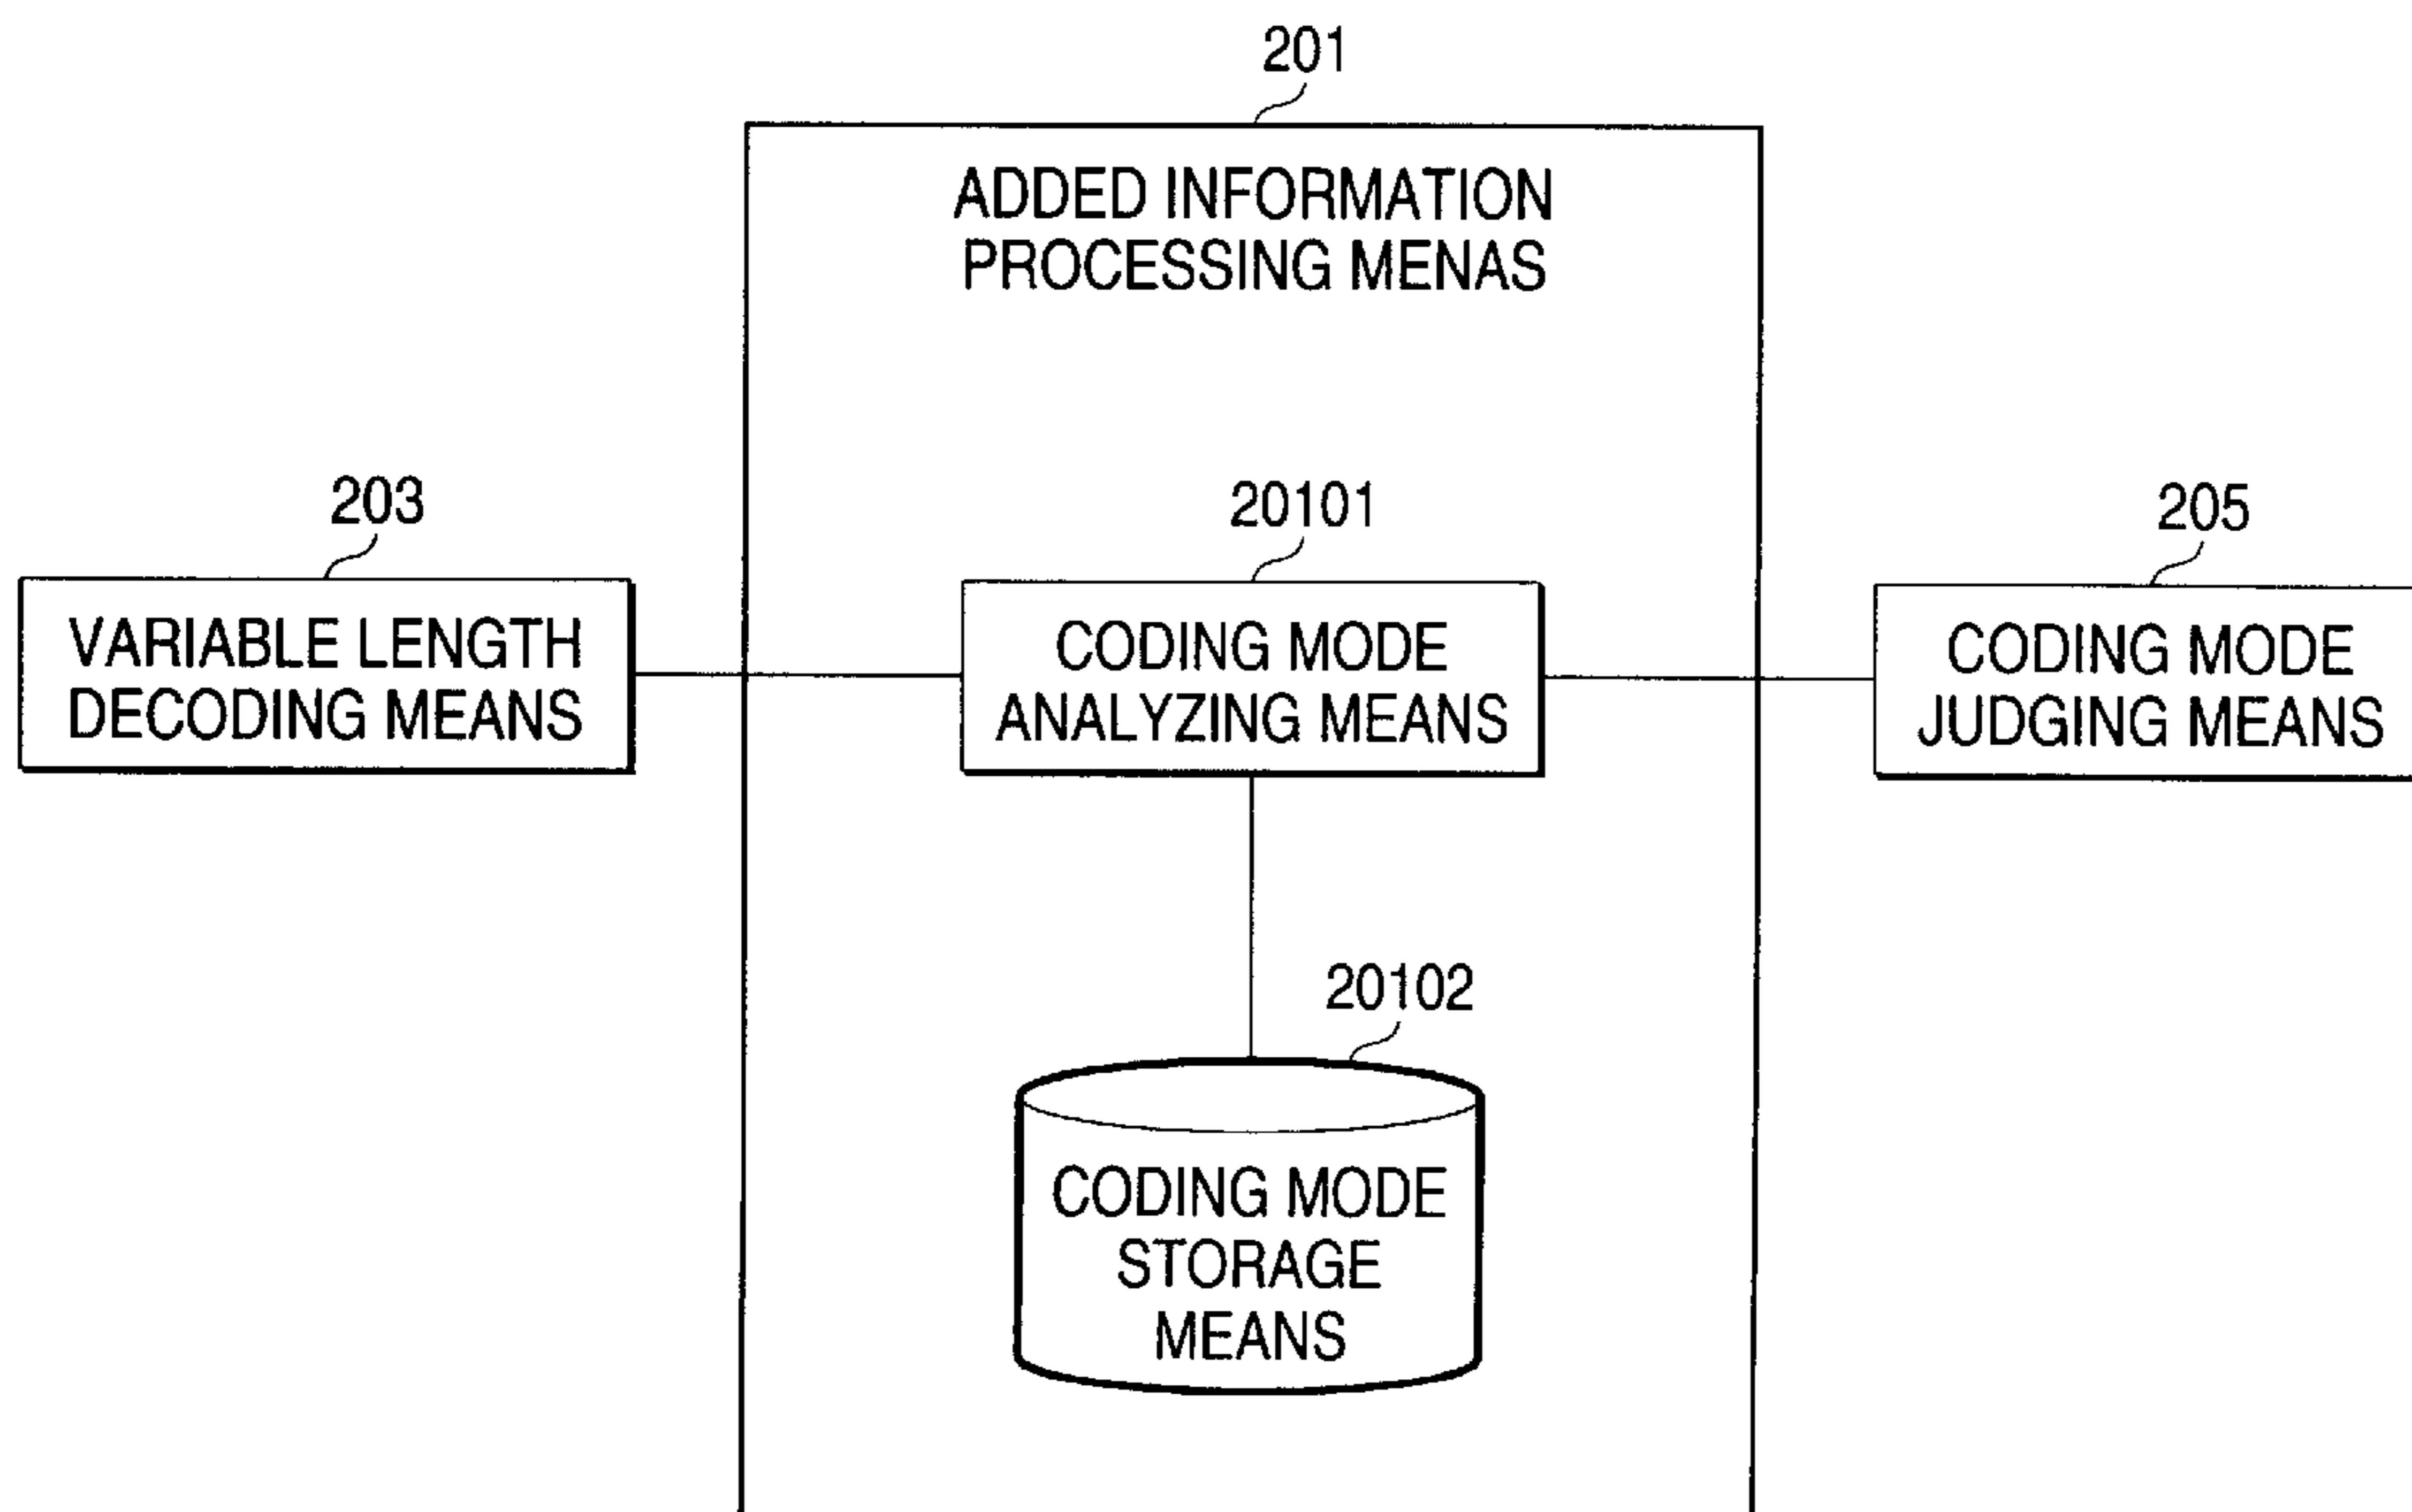 201
ADDED INFORMATION
PROCESSING MENAS
203
VARIABLE LENGTH
DECODING MEANS
20101
CODING MODE
ANALYZING MEANS
205
CODING MODE
JUDGING MEANS
20102
CODING MODE
STORAGE
MEANS